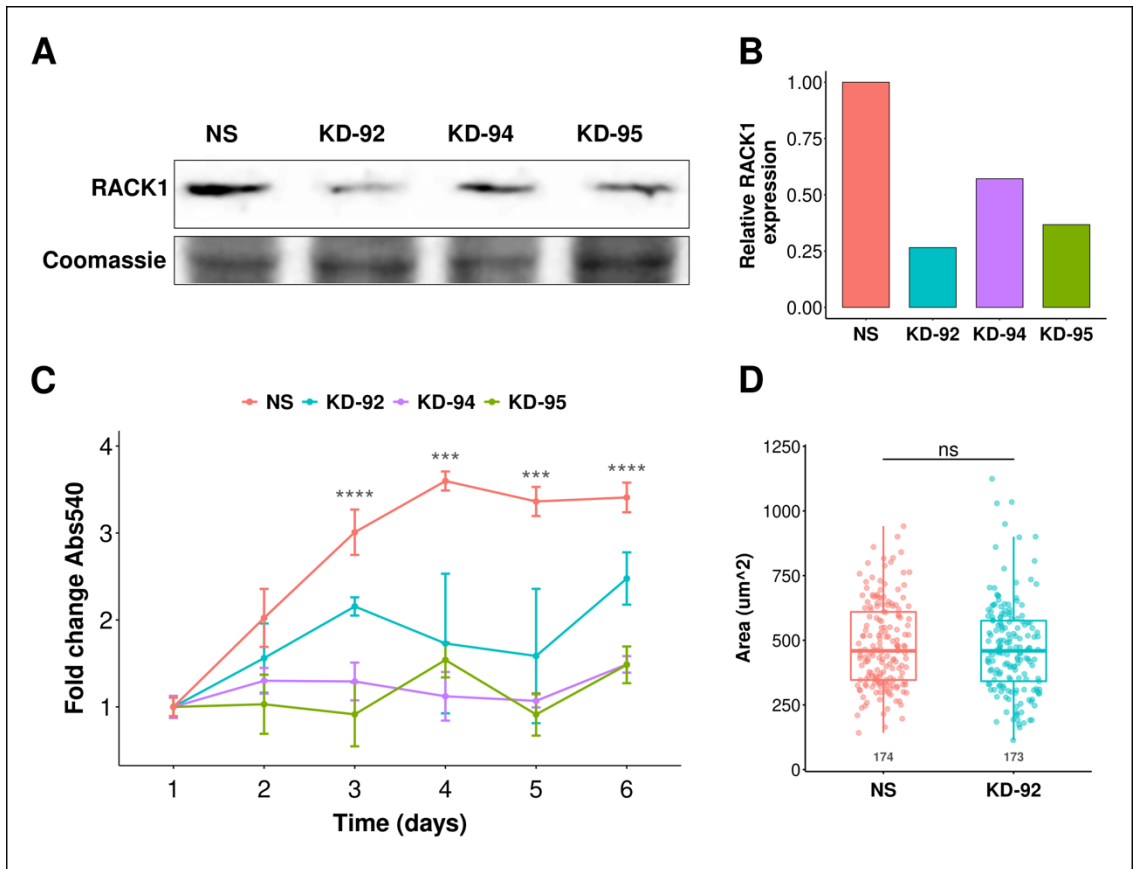 A
NS KD-92 KD-94 KD-95
RACK1
Coomassie
B
Relative RACK1
expression
1.00
0.75
0.50
0.25
0.00
NS KD-92 KD-94 KD-95
C
NS KD-92 KD-94 KD-95
Fold change Abs540
4
3
2
1
**** *** *** ****
1 2 3 4 5 6
Time (days)
D
Area (um^2)
1250
1000
750
500
250
0
ns
174 173
NS KD-92